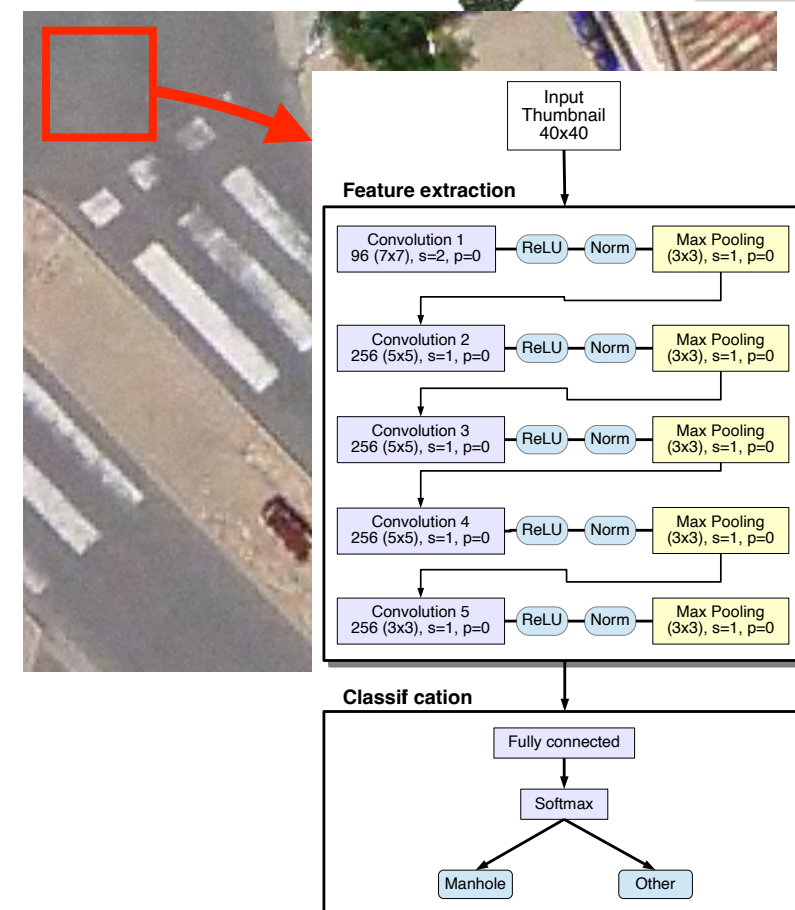 Input
Thumbnail
40x40
Feature extraction
Convolution 1
96 (7x7), s=2, p=0
ReLU
Norm
Max Pooling
(3x3), s=1, p=0
Convolution 2
256 (5x5), s=1, p=0
ReLU
Norm
Max Pooling
(3x3), s=1, p=0
Convolution 3
256 (5x5), s=1, p=0
ReLU
Norm
Max Pooling
(3x3), s=1, p=0
Convolution 4
256 (5x5), s=1, p=0
ReLU
Norm
Max Pooling
(3x3), s=1, p=0
Convolution 5
256 (3x3), s=1, p=0
ReLU
Norm
Max Pooling
(3x3), s=1, p=0
Classif cation
Fully connected
Softmax
Manhole
Other